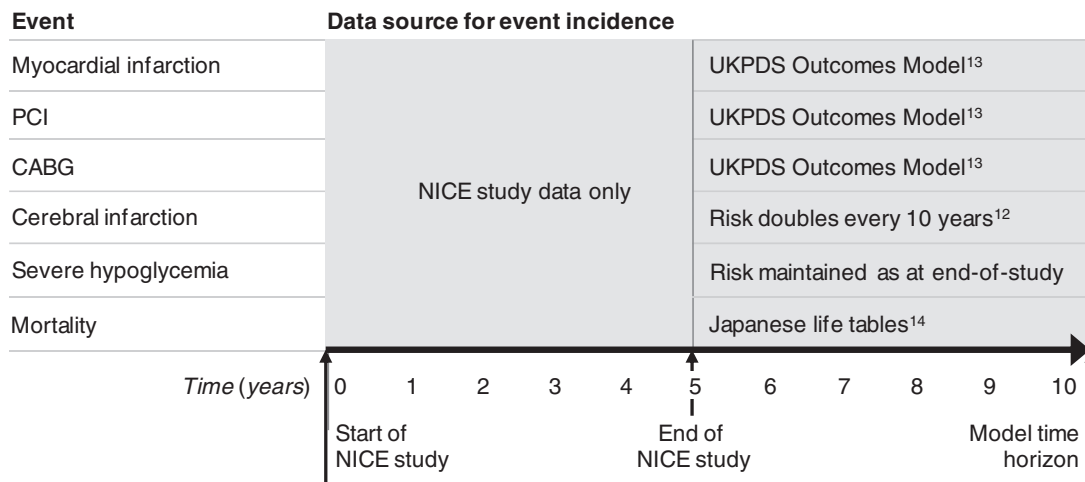 Event Data source for event incidence
Myocardial infarction UKPDS Outcomes Model¹³
PCI UKPDS Outcomes Model¹³
CABG UKPDS Outcomes Model¹³
NICE study data only
Cerebral infarction Risk doubles every 10 years¹²
Severe hypoglycemia Risk maintained as at end-of-study
Mortality Japanese life tables¹⁴
Time (years) 0 1 2 3 4 5 6 7 8 9 10
Start of
NICE study
End of
NICE study
Model time
horizon